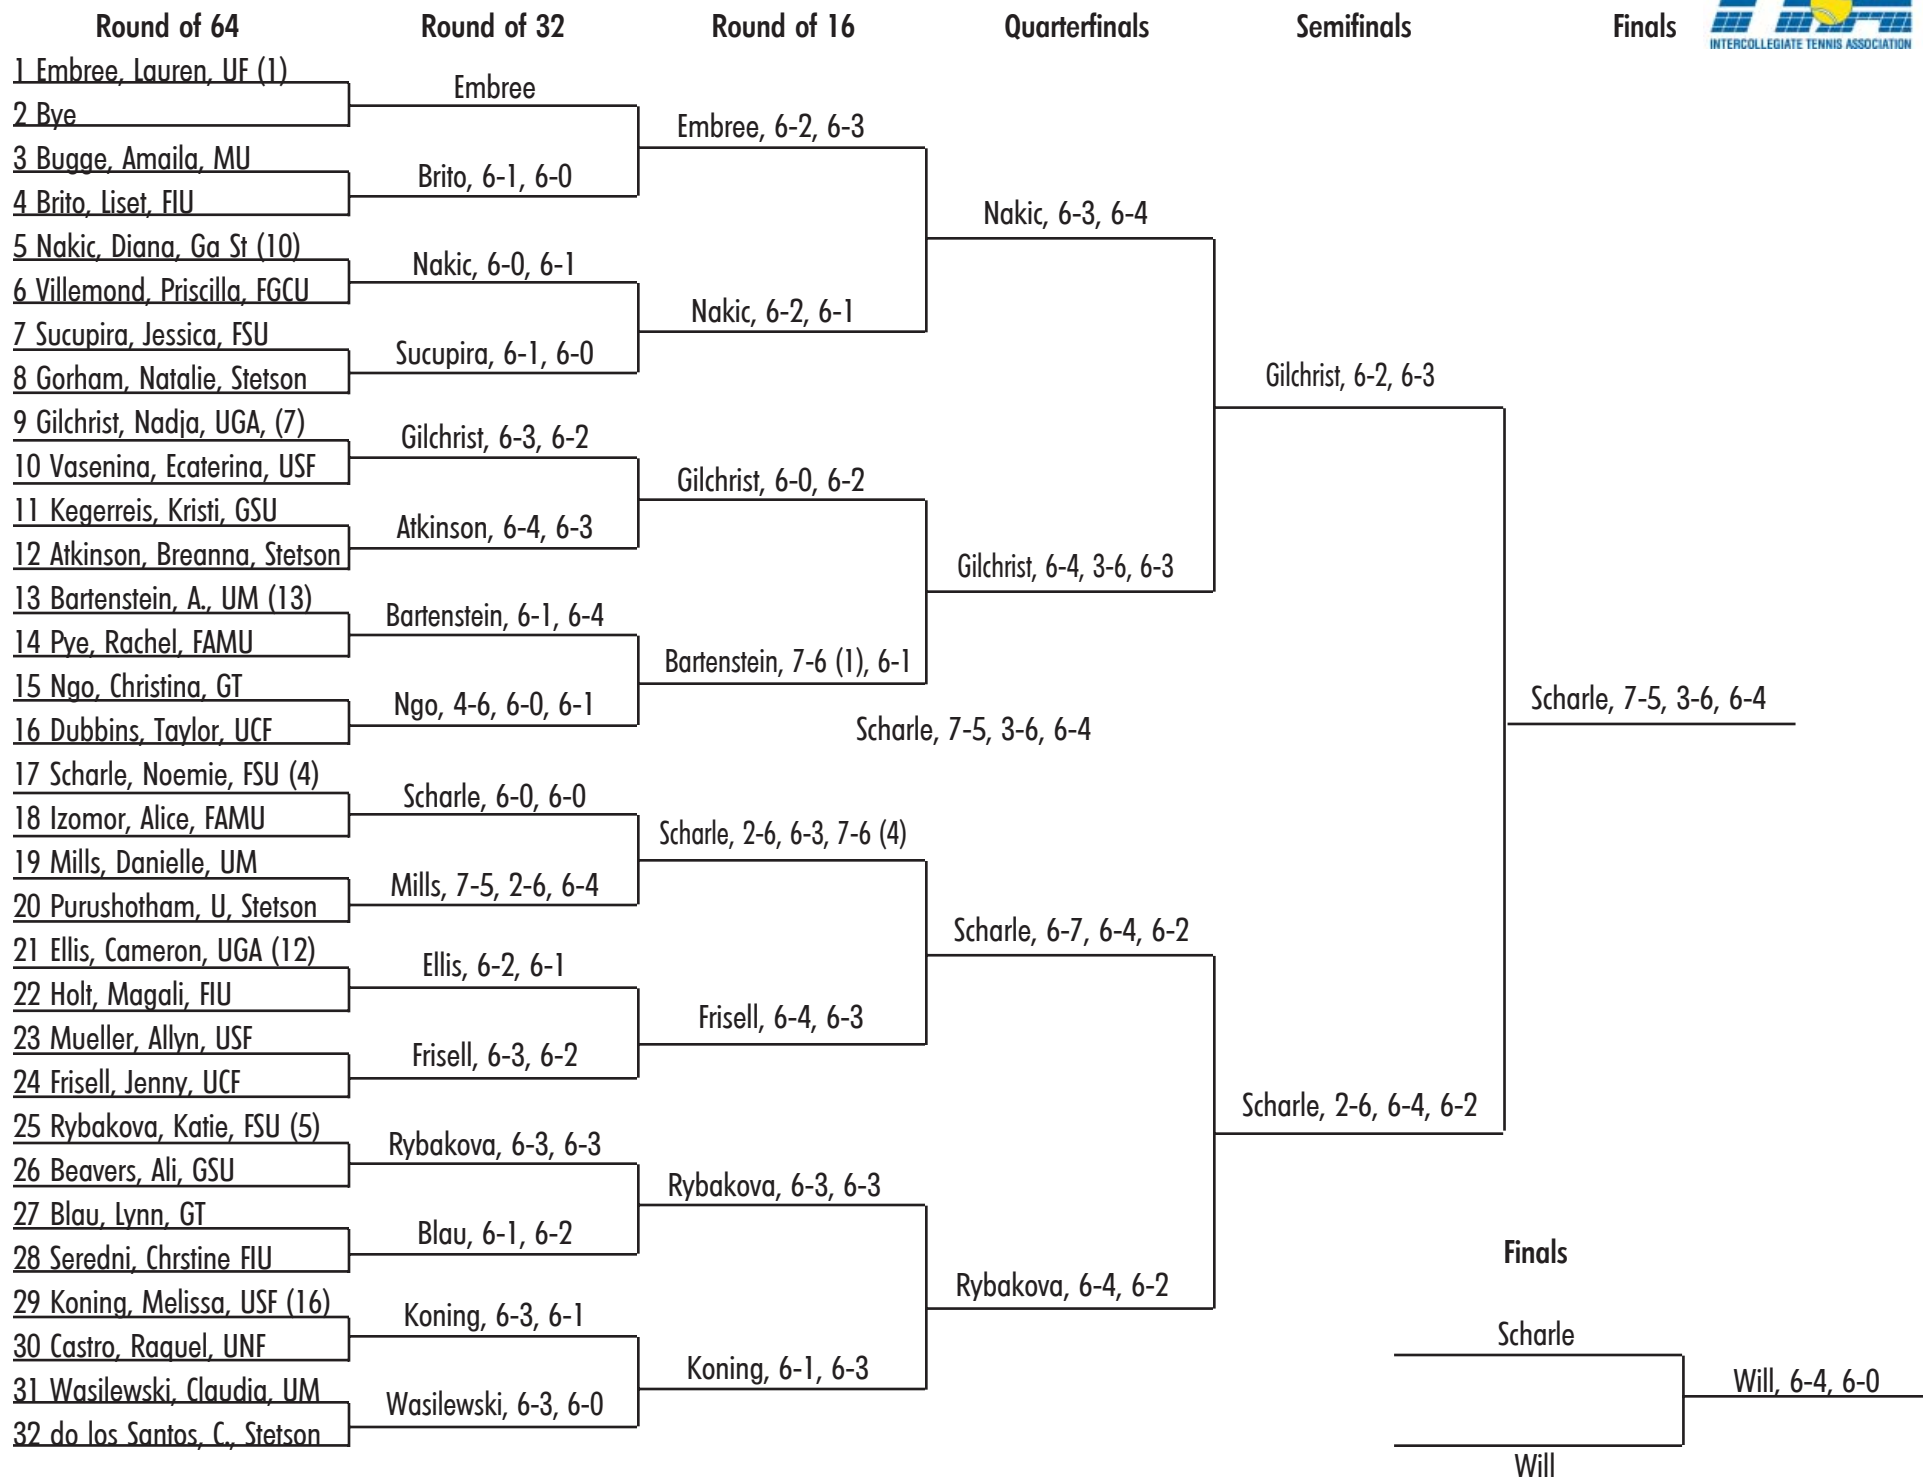 Round of 64
Round of 32
Round of 16
Quarterfinals
Semifinals
Finals
INTERCOLLEGIATE TENNIS ASSOCIATION
1 Embree, Lauren, UF (1)
2 Bye
3 Bugge, Amaila, MU
4 Brito, Liset, FIU
5 Nakic, Diana, Ga St (10)
6 Villemond, Priscilla, FGCU
7 Sucupira, Jessica, FSU
8 Gorham, Natalie, Stetson
9 Gilchrist, Nadja, UGA, (7)
10 Vasenina, Ecaterina, USF
11 Kegerreis, Kristi, GSU
12 Atkinson, Breanna, Stetson
13 Bartenstein, A., UM (13)
14 Pye, Rachel, FAMU
15 Ngo, Christina, GT
16 Dubbins, Taylor, UCF
17 Scharle, Noemie, FSU (4)
18 Izomor, Alice, FAMU
19 Mills, Danielle, UM
20 Purushotham, U, Stetson
21 Ellis, Cameron, UGA (12)
22 Holt, Magali, FIU
23 Mueller, Allyn, USF
24 Frisell, Jenny, UCF
25 Rybakova, Katie, FSU (5)
26 Beavers, Ali, GSU
27 Blau, Lynn, GT
28 Seredni, Chrstine FIU
29 Koning, Melissa, USF (16)
30 Castro, Raquel, UNF
31 Wasilewski, Claudia, UM
32 do los Santos, C., Stetson
Embree
Brito, 6-1, 6-0
Nakic, 6-0, 6-1
Sucupira, 6-1, 6-0
Gilchrist, 6-3, 6-2
Atkinson, 6-4, 6-3
Bartenstein, 6-1, 6-4
Ngo, 4-6, 6-0, 6-1
Scharle, 6-0, 6-0
Mills, 7-5, 2-6, 6-4
Ellis, 6-2, 6-1
Frisell, 6-3, 6-2
Rybakova, 6-3, 6-3
Blau, 6-1, 6-2
Koning, 6-3, 6-1
Wasilewski, 6-3, 6-0
Embree, 6-2, 6-3
Nakic, 6-2, 6-1
Gilchrist, 6-0, 6-2
Bartenstein, 7-6 (1), 6-1
Scharle, 2-6, 6-3, 7-6 (4)
Frisell, 6-4, 6-3
Rybakova, 6-3, 6-3
Koning, 6-1, 6-3
Nakic, 6-3, 6-4
Gilchrist, 6-4, 3-6, 6-3
Scharle, 7-5, 3-6, 6-4
Scharle, 6-7, 6-4, 6-2
Rybakova, 6-4, 6-2
Gilchrist, 6-2, 6-3
Scharle, 2-6, 6-4, 6-2
Scharle, 7-5, 3-6, 6-4
Finals
Scharle
Will, 6-4, 6-0
Will